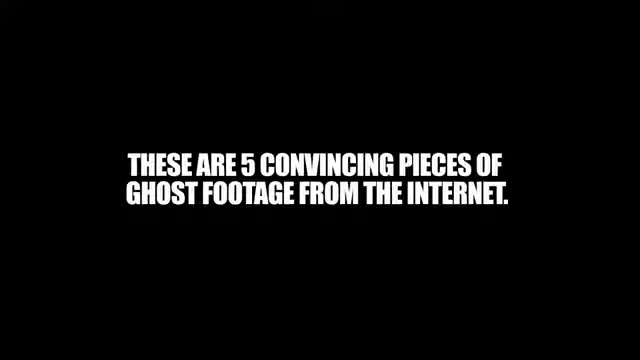 THESE ARE 5 CONVINCING PIECES OF
GHOST FOOTAGE FROM THE INTERNET.